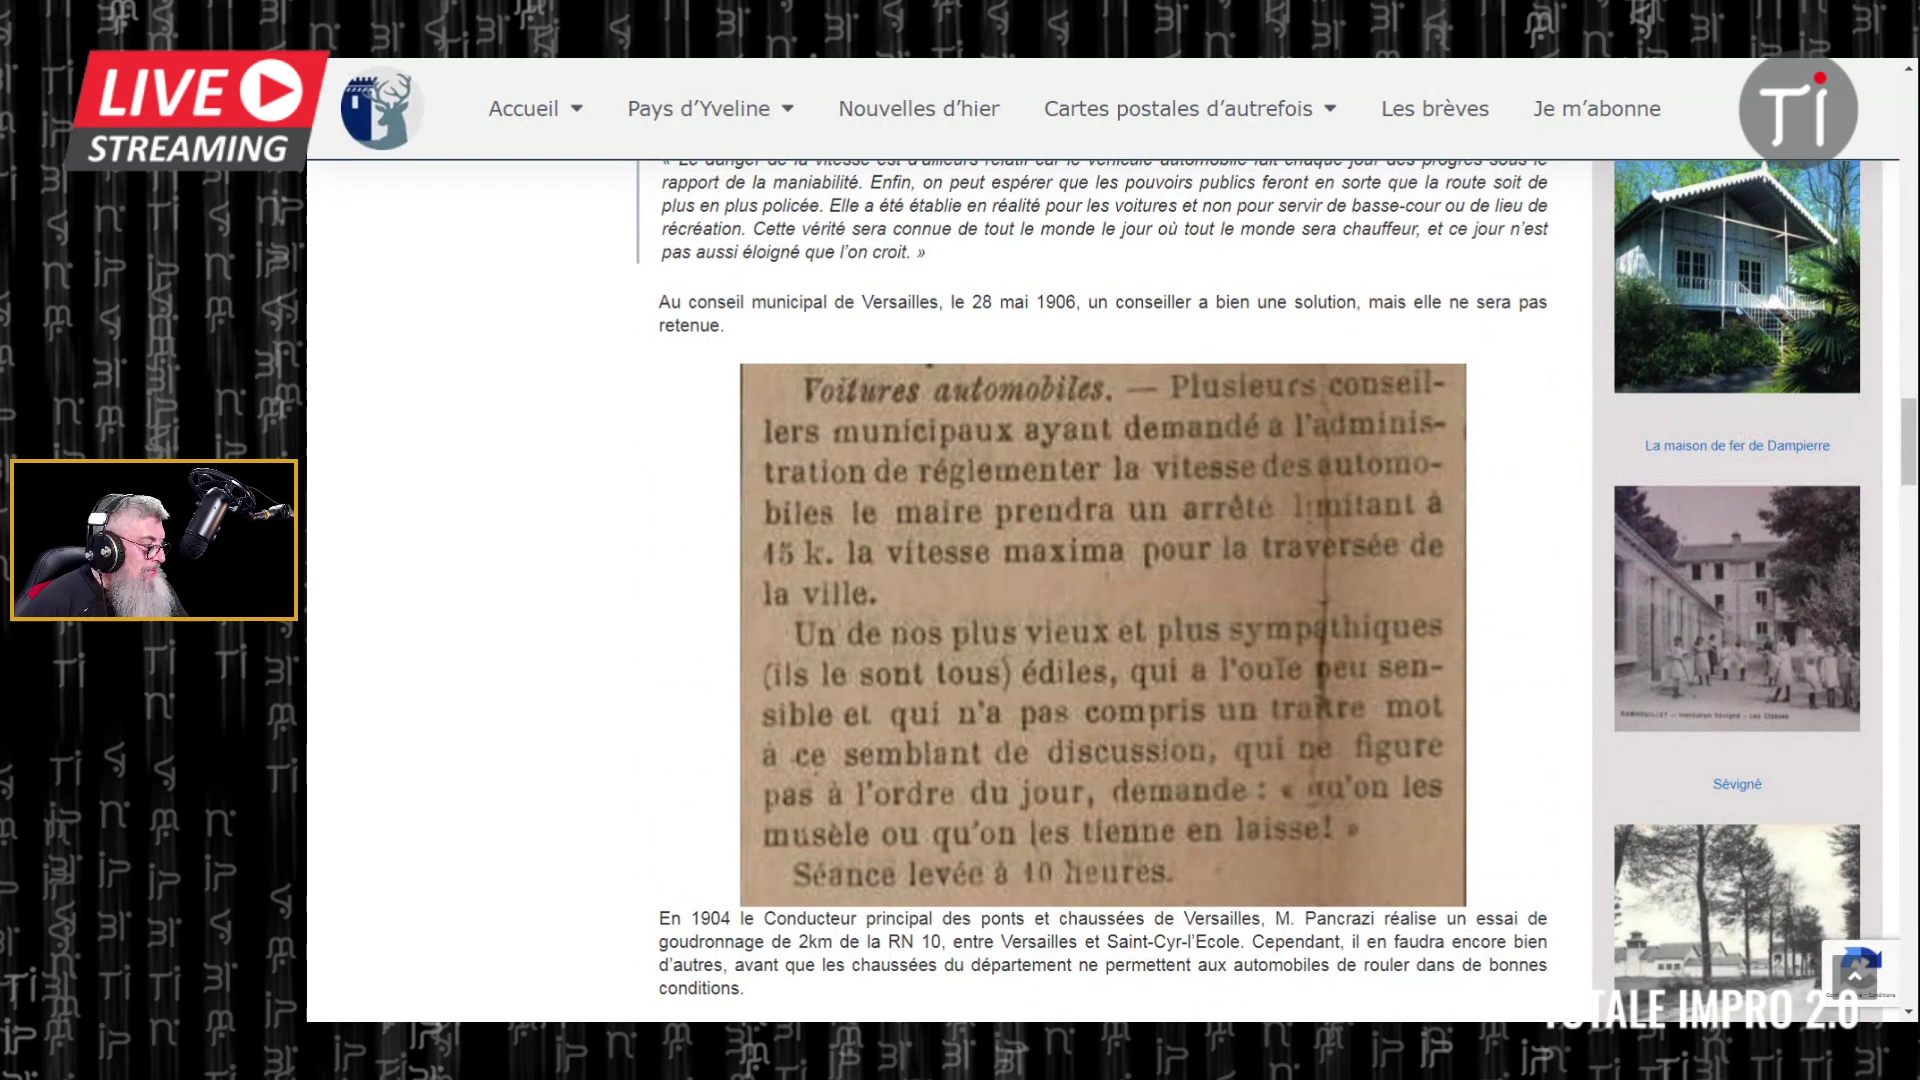 LIVE
STREAMING
Accueil
Pays d’Yveline
Nouvelles d’hier
Cartes postales d’autrefois
Les brèves
Je m’abonne
Ti
rapport de la maniabilité. Enfin, on peut espérer que les pouvoirs publics feront en sorte que la route soit de
plus en plus policée. Elle a été établie en réalité pour les voitures et non pour servir de basse-cour ou de lieu de
récréation. Cette vérité sera connue de tout le monde le jour où tout le monde sera chauffeur, et ce jour n’est
pas aussi éloigné que l’on croit. »
Au conseil municipal de Versailles, le 28 mai 1906, un conseiller a bien une solution, mais elle ne sera pas
retenue.
Voitures automobiles. — Plusieurs conseil-
lers municipaux ayant demandé a l'adminis-
tration de réglementer la vitesse des automo-
biles le maire prendra un arrêté limitant à
15 k. la vitesse maxima pour la traversée de
la ville.
Un de nos plus vieux et plus sympathiques
(ils le sont tous) édiles, qui a l'ouïe peu sen-
sible et qui n'a pas compris un traître mot
à ce semblant de discussion, qui ne figure
pas à l'ordre du jour, demande : « qu'on les
musèle ou qu'on les tienne en laisse! »
Séance levée à 10 heures.
En 1904 le Conducteur principal des ponts et chaussées de Versailles, M. Pancrazi réalise un essai de
goudronnage de 2km de la RN 10, entre Versailles et Saint-Cyr-l’Ecole. Cependant, il en faudra encore bien
d’autres, avant que les chaussées du département ne permettent aux automobiles de rouler dans de bonnes
conditions.
La maison de fer de Dampierre
Sévigné
TOTALE IMPRO 2.0